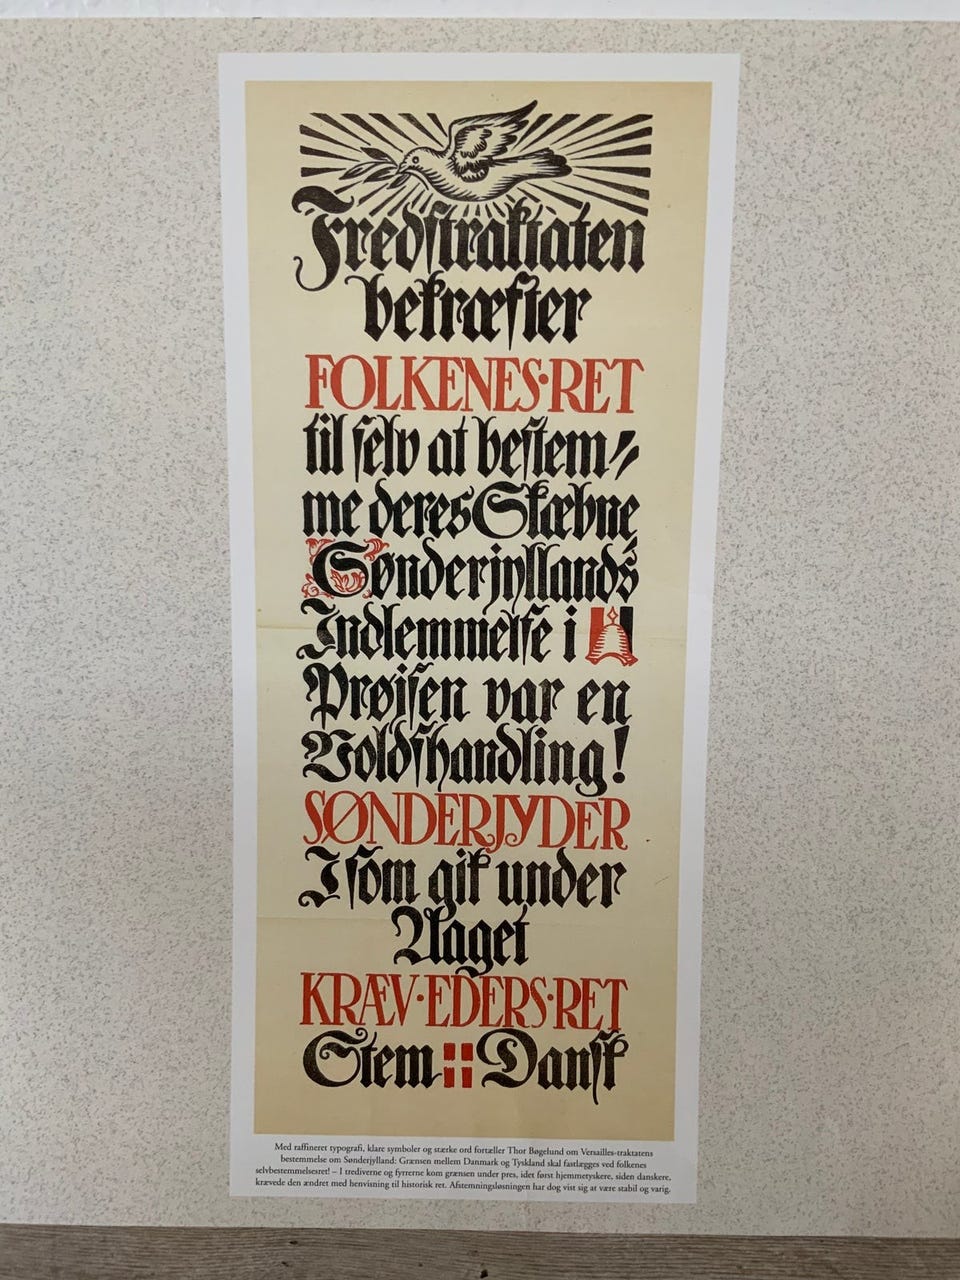 Fredstraktaten
bekræfter
FOLKENES·RET
til selv at bestem⸗
me deres Skæbne
Sønderjyllands
Indlemmelse i
Prøjsen var en
Voldshandling!
SØNDERJYDER
I som gik under
Aaget
KRÆV·EDERS·RET
Stem Dansk
Med raffineret typografi, klare symboler og stærke ord fortæller Thor Bøgelund om Versailles-traktatens
bestemmelse om Sønderjylland: Grænsen mellem Danmark og Tyskland skal fastlægges ved folkenes
selvbestemmelsesret! – I trediverne og fyrrerne kom grænsen under pres, idet først hjemmetyskere, siden danskere,
krævede den ændret med henvisning til historisk ret. Afstemningsløsningen har dog vist sig at være stabil og varig.